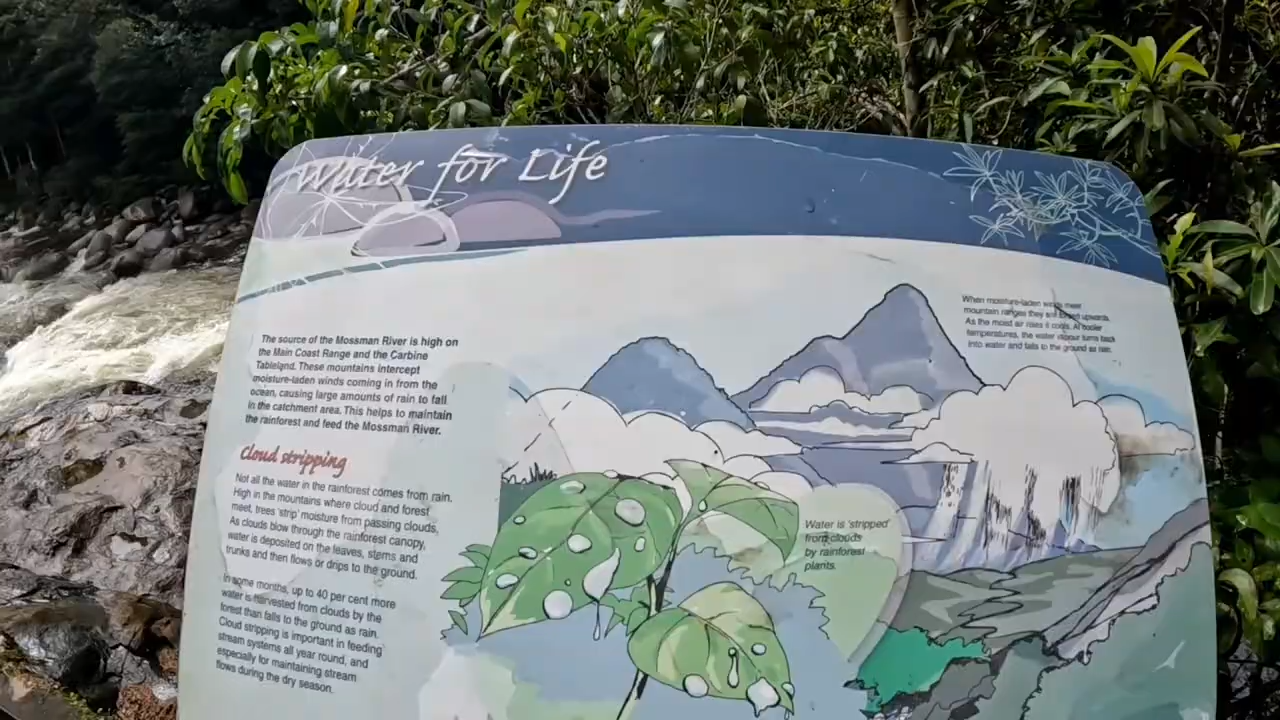 Water for Life
The source of the Mossman River is high on
the Main Coast Range and the Carbine
Tableland. These mountains intercept
moisture-laden winds coming in from the
ocean, causing large amounts of rain to fall
in the catchment area. This helps to maintain
the rainforest and feed the Mossman River.
Cloud stripping
Not all the water in the rainforest comes from rain.
High in the mountains where cloud and forest
meet, trees 'strip' moisture from passing clouds.
As clouds blow through the rainforest canopy,
water is deposited on the leaves, stems and
trunks and then flows or drips to the ground.
In some months, up to 40 per cent more
water is harvested from clouds by the
forest than falls to the ground as rain.
Cloud stripping is important in feeding
stream systems all year round, and
especially for maintaining stream
flows during the dry season.
When moisture-laden winds meet
mountain ranges they are forced upwards.
As the moist air rises it cools. At cooler
temperatures, the water vapour turns back
into water and falls to the ground as rain.
Water is 'stripped'
from clouds
by rainforest
plants.